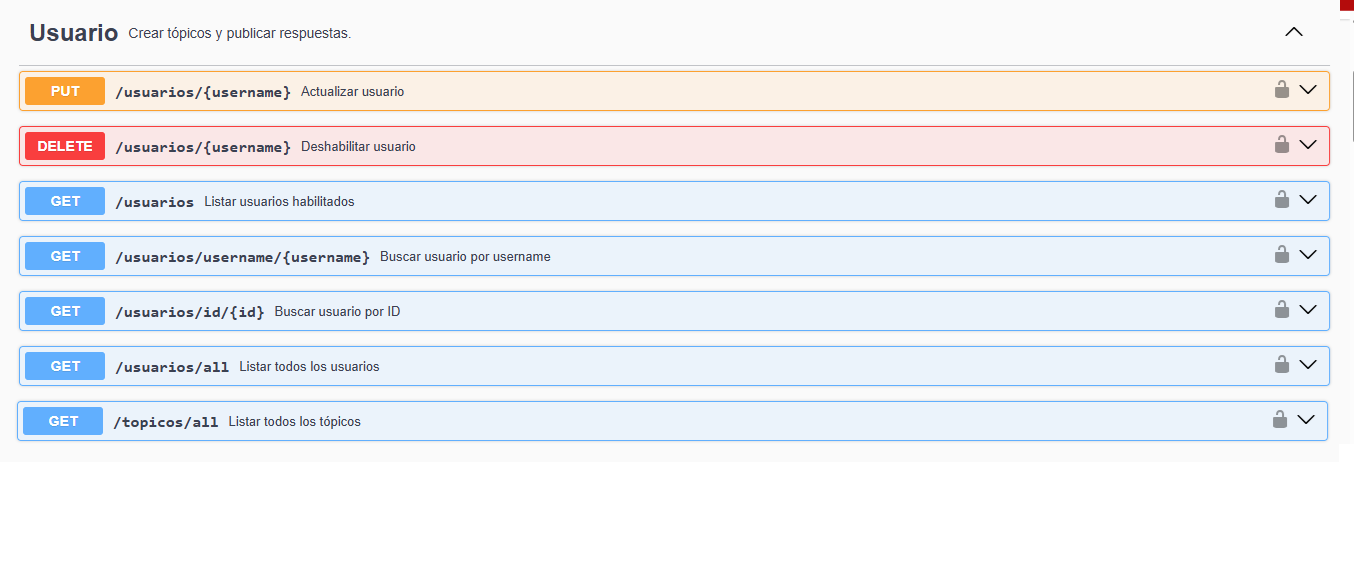 Usuario Crear tópicos y publicar respuestas.
PUT /usuarios/{username} Actualizar usuario
DELETE /usuarios/{username} Deshabilitar usuario
GET /usuarios Listar usuarios habilitados
GET /usuarios/username/{username} Buscar usuario por username
GET /usuarios/id/{id} Buscar usuario por ID
GET /usuarios/all Listar todos los usuarios
GET /topicos/all Listar todos los tópicos